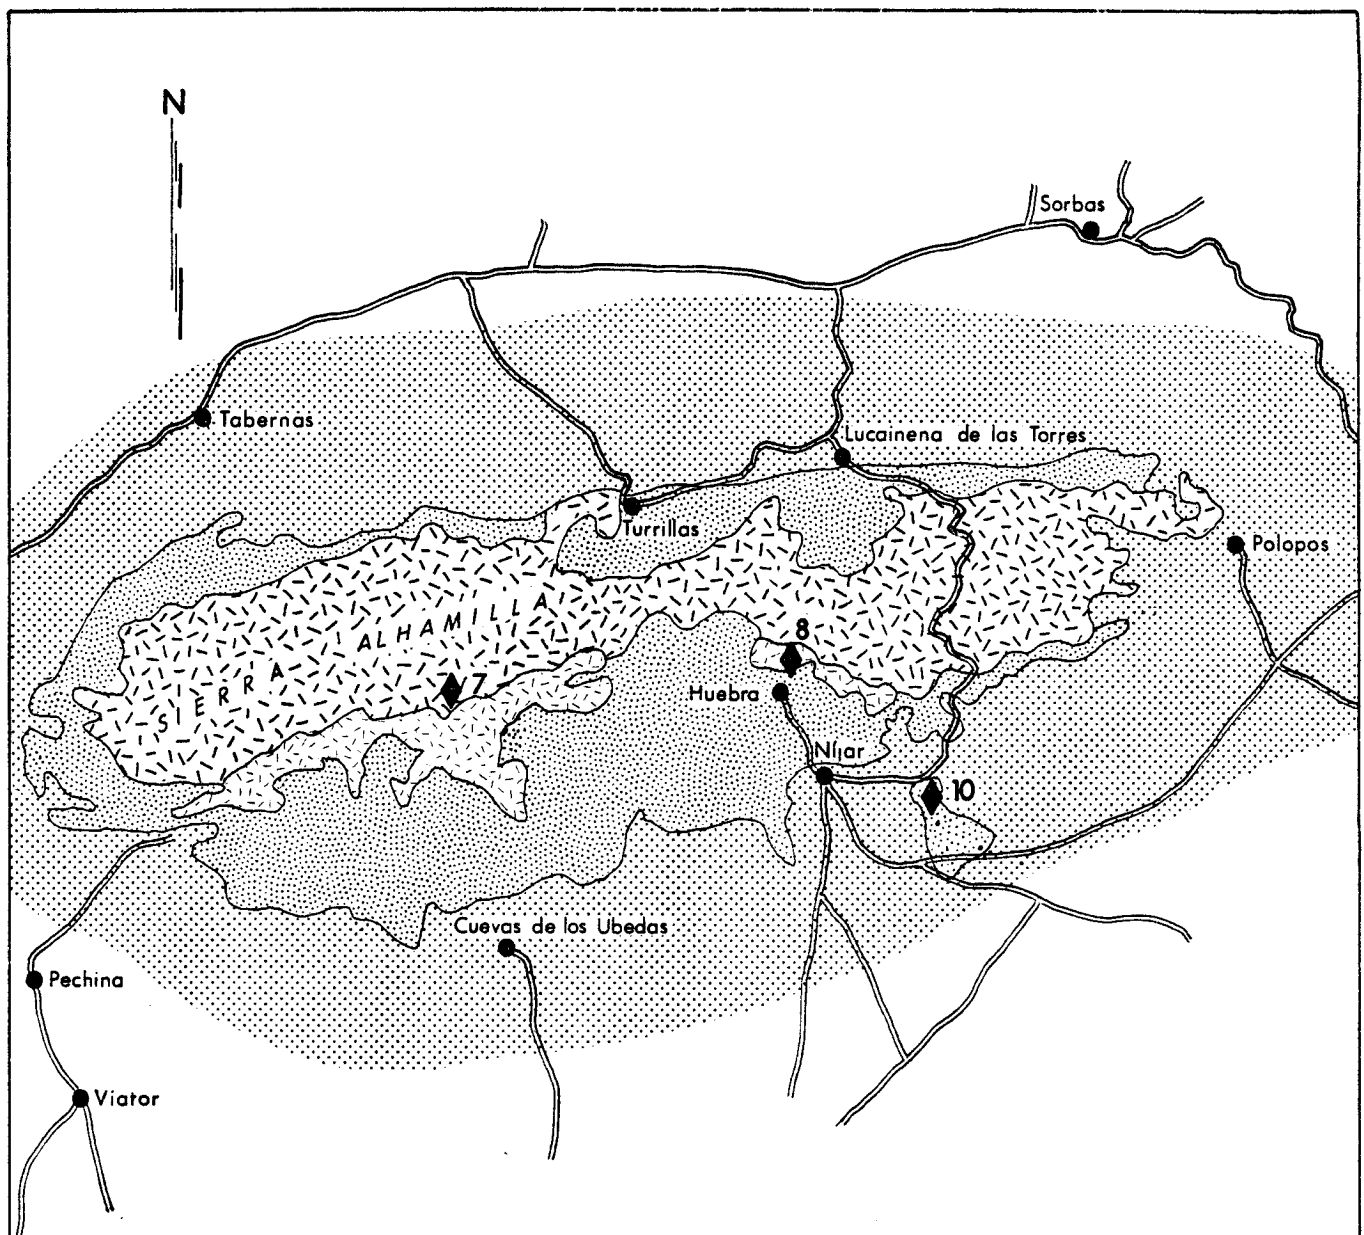 N
Sorbas
Tabernas
Lucainena de las Torres
Turrillas
Polopos
SIERRA ALHAMILLA
8
7
Huebra
Níjar
10
Cuevas de los Ubedas
Pechina
Viator